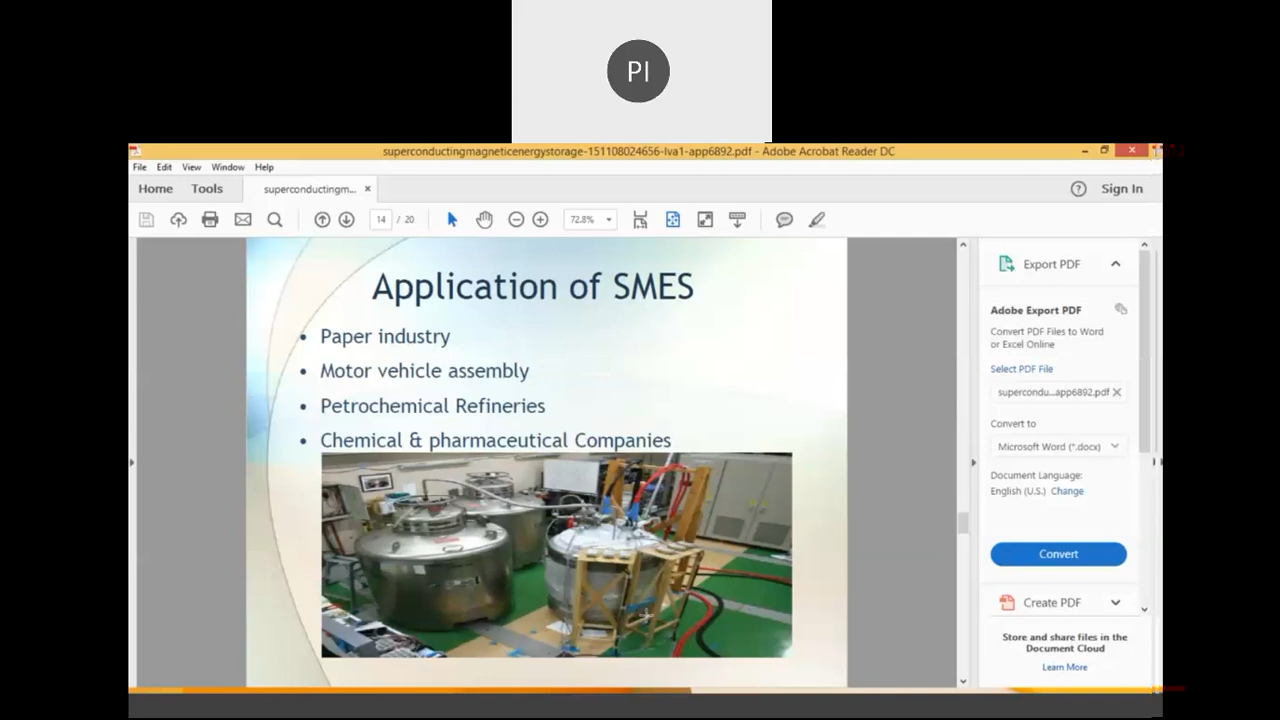 PI
superconductingmagneticenergystorage-151108024656-lva1-app6892.pdf - Adobe Acrobat Reader DC
File Edit View Window Help
Home Tools superconductingm... × Sign In
14 / 20 72.8%
Application of SMES
• Paper industry
• Motor vehicle assembly
• Petrochemical Refineries
• Chemical & pharmaceutical Companies
Export PDF
Adobe Export PDF
Convert PDF Files to Word
or Excel Online
Select PDF File
supercondu...app6892.pdf
Convert to
Microsoft Word (*.docx)
Document Language:
English (U.S.) Change
Convert
Create PDF
Store and share files in the
Document Cloud
Learn More